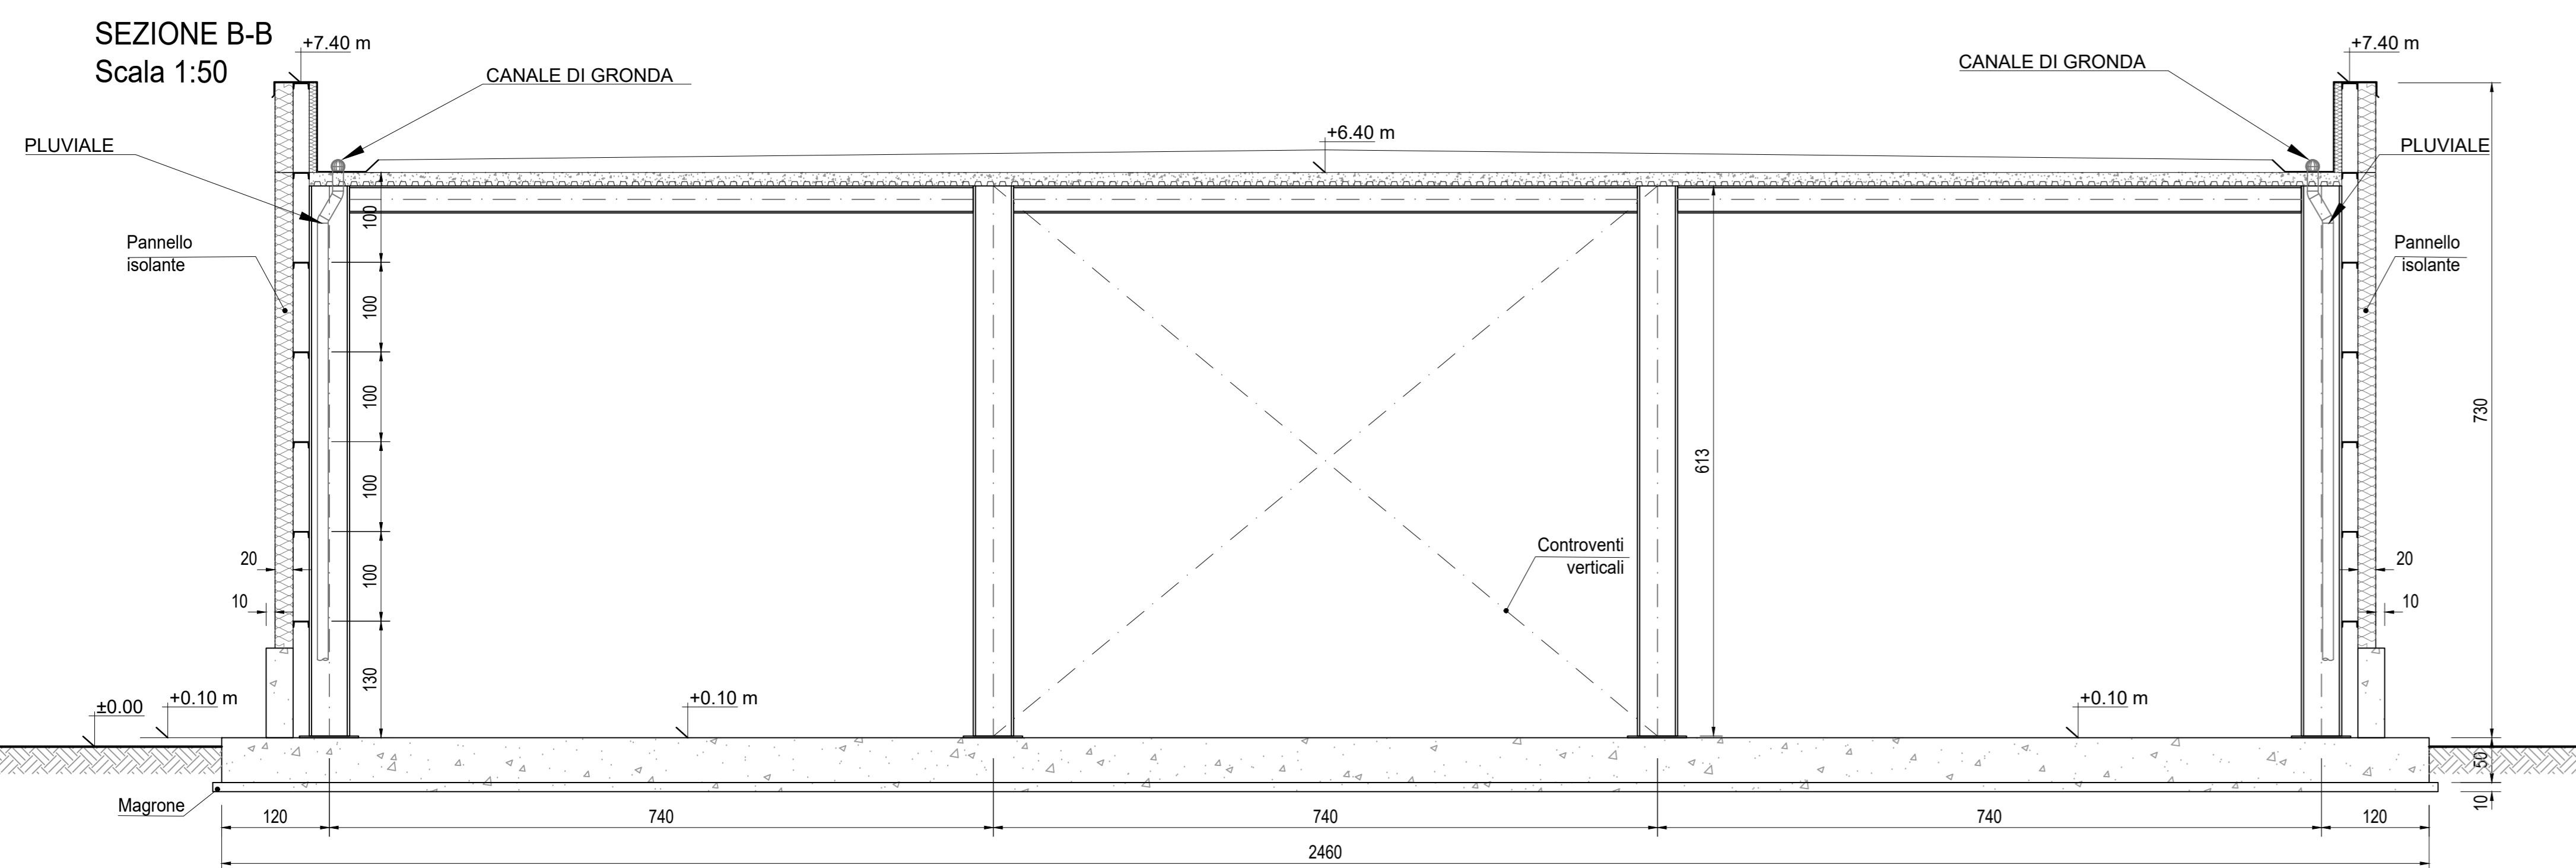 SEZIONE B-B
Scala 1:50
+7.40 m
CANALE DI GRONDA
PLUVIALE
+6.40 m
CANALE DI GRONDA
+7.40 m
PLUVIALE
Pannello
isolante
Pannello
isolante
100
100
100
100
100
130
613
730
20
10
20
10
Controventi
verticali
±0.00
+0.10 m
+0.10 m
+0.10 m
50
10
Magrone
120
740
740
740
120
2460